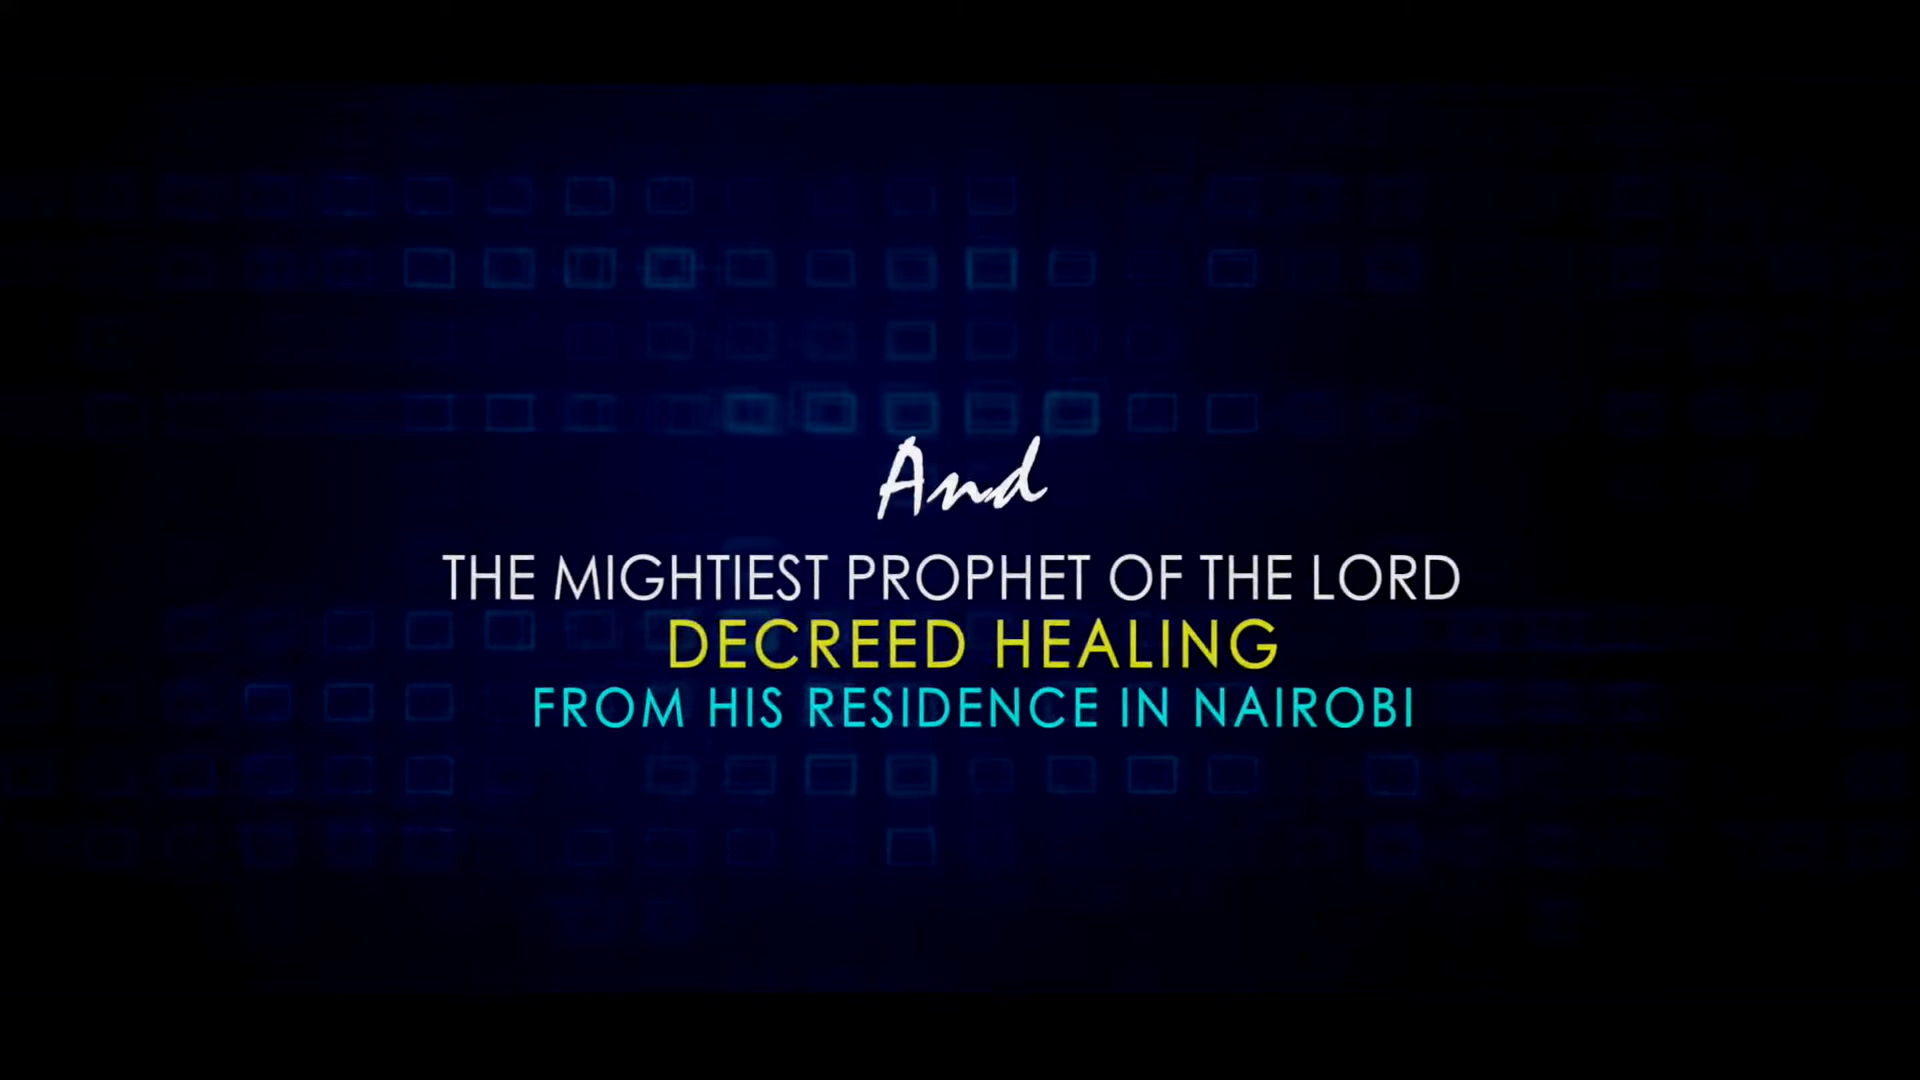 And
THE MIGHTIEST PROPHET OF THE LORD
DECREED HEALING
FROM HIS RESIDENCE IN NAIROBI